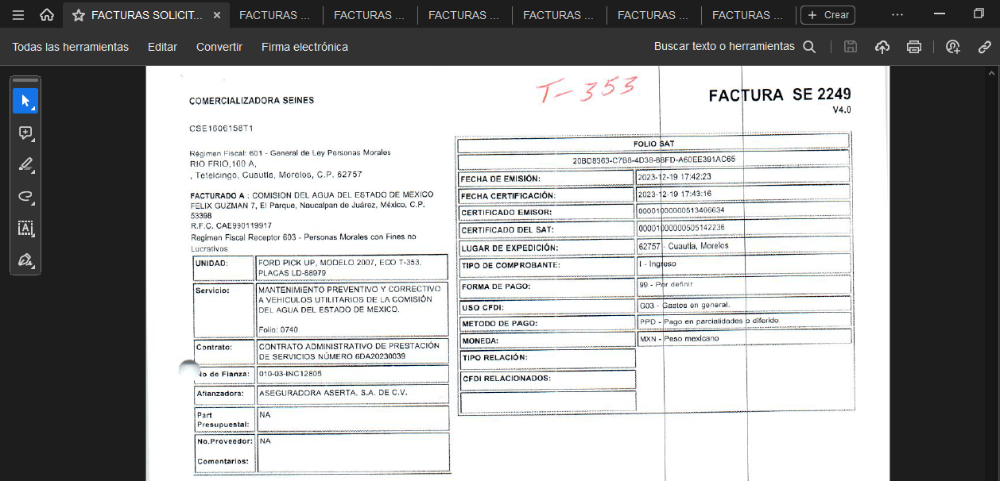 FACTURAS SOLICIT...
FACTURAS ...
FACTURAS ...
FACTURAS ...
FACTURAS ...
FACTURAS ...
FACTURAS ...
+ Crear
Todas las herramientas
Editar
Convertir
Firma electrónica
Buscar texto o herramientas
T-353
COMERCIALIZADORA SEINES
FACTURA SE 2249
V4.0
CSE1606158T1
Régimen Fiscal: 601 - General de Ley Personas Morales
RIO FRIO,100 A,
, Tetelcingo, Cuautla, Morelos, C.P. 62757
FACTURADO A : COMISION DEL AGUA DEL ESTADO DE MEXICO
FELIX GUZMAN 7, El Parque, Naucalpan de Juárez, México, C.P.
53398
R.F.C. CAE990119917
Regimen Fiscal Receptor 603 - Personas Morales con Fines no
Lucrativos
UNIDAD: FORD PICK UP, MODELO 2007, ECO T-353,
PLACAS LD-88979
Servicio: MANTENIMIENTO PREVENTIVO Y CORRECTIVO
A VEHICULOS UTILITARIOS DE LA COMISIÓN
DEL AGUA DEL ESTADO DE MEXICO.
Folio: 0740
Contrato: CONTRATO ADMINISTRATIVO DE PRESTACIÓN
DE SERVICIOS NÚMERO 6DA20230039
No de Fianza: 010-03-INC12805
Afianzadora: ASEGURADORA ASERTA, S.A. DE C.V.
Part NA
Presupuestal:
No.Proveedor: NA
Comentarios:
FOLIO SAT
20BD8363-C7B8-4D38-88FD-A60EE391AC65
FECHA DE EMISIÓN: 2023-12-19 17:42:23
FECHA CERTIFICACIÓN: 2023-12-19 17:43:16
CERTIFICADO EMISOR: 00001000000513406634
CERTIFICADO DEL SAT: 00001000000505142236
LUGAR DE EXPEDICIÓN: 62757 - Cuautla, Morelos
TIPO DE COMPROBANTE: I - Ingreso
FORMA DE PAGO: 99 - Por definir
USO CFDI: G03 - Gastos en general.
METODO DE PAGO: PPD - Pago en parcialidades o diferido
MONEDA: MXN - Peso mexicano
TIPO RELACIÓN:
CFDI RELACIONADOS: